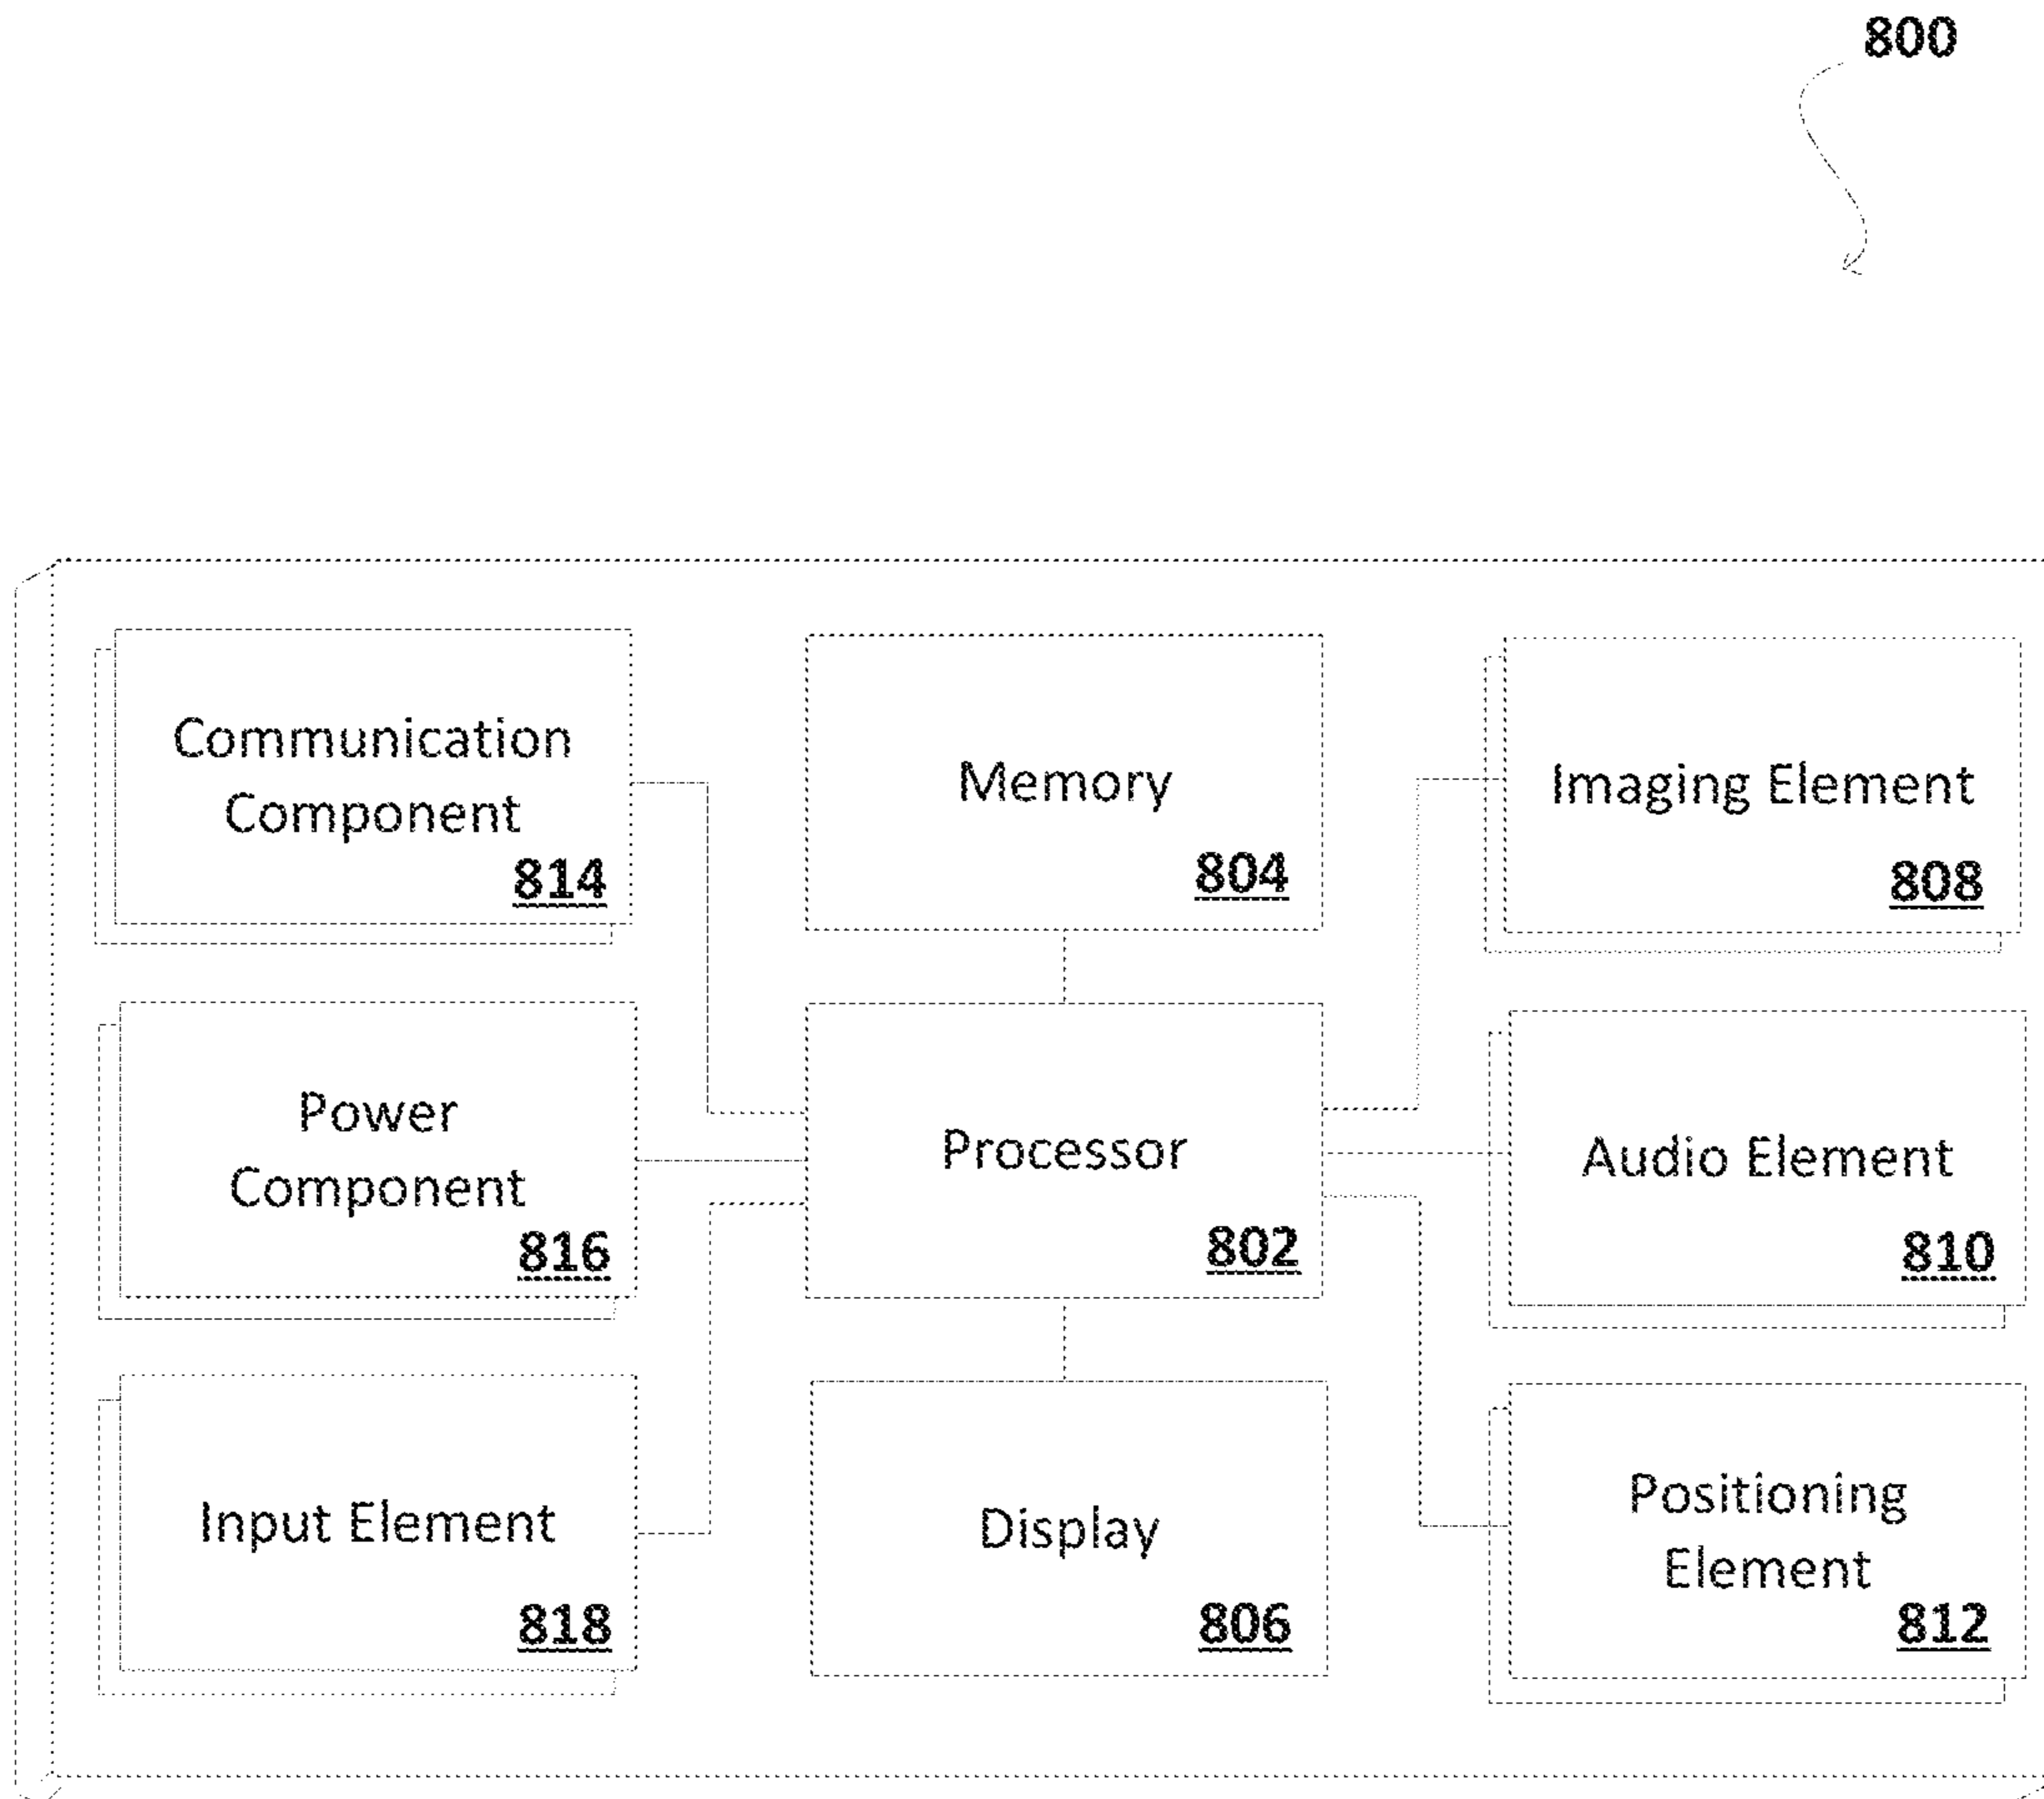 800
Communication
Component
814
Memory
804
Imaging Element
808
Power
Component
816
Processor
802
Audio Element
810
Input Element
818
Display
806
Positioning
Element
812